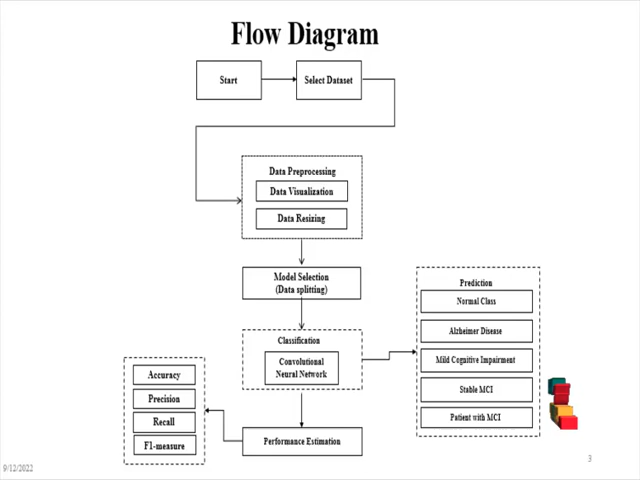 Flow Diagram
Start
Select Dataset
Data Preprocessing
Data Visualization
Data Resizing
Model Selection
(Data splitting)
Classification
Convolutional
Neural Network
Prediction
Normal Class
Alzheimer Disease
Mild Cognitive Impairment
Stable MCI
Patient with MCI
Performance Estimation
Accuracy
Precision
Recall
F1-measure
9/12/2022
3